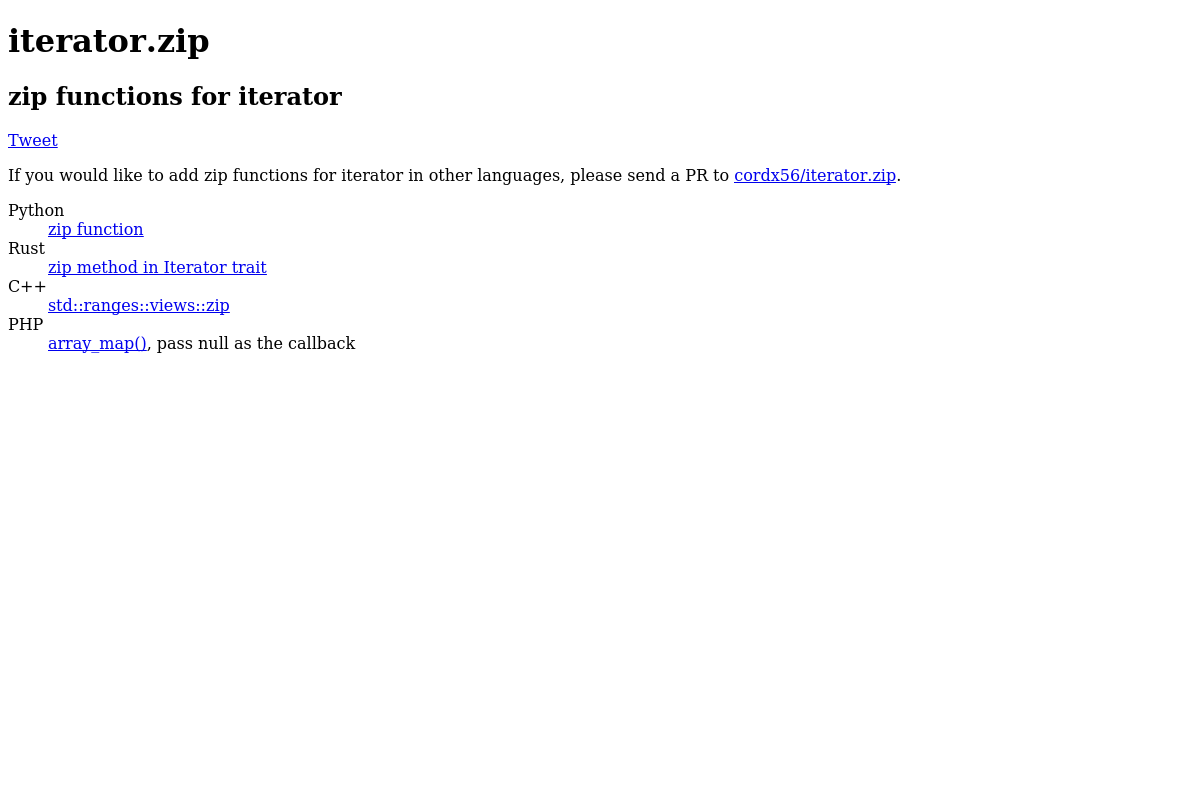 iterator.zip
zip functions for iterator
Tweet
If you would like to add zip functions for iterator in other languages, please send a PR to cordx56/iterator.zip.
Python
zip function
Rust
zip method in Iterator trait
C++
std::ranges::views::zip
PHP
array_map(), pass null as the callback